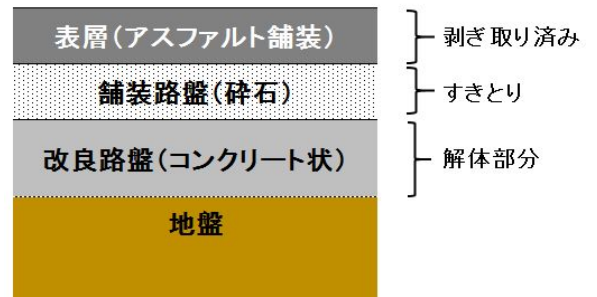 表層(アスファルト舗装)
剥ぎ取り済み
舗装路盤(砕石)
すきとり
改良路盤(コンクリート状)
解体部分
地盤